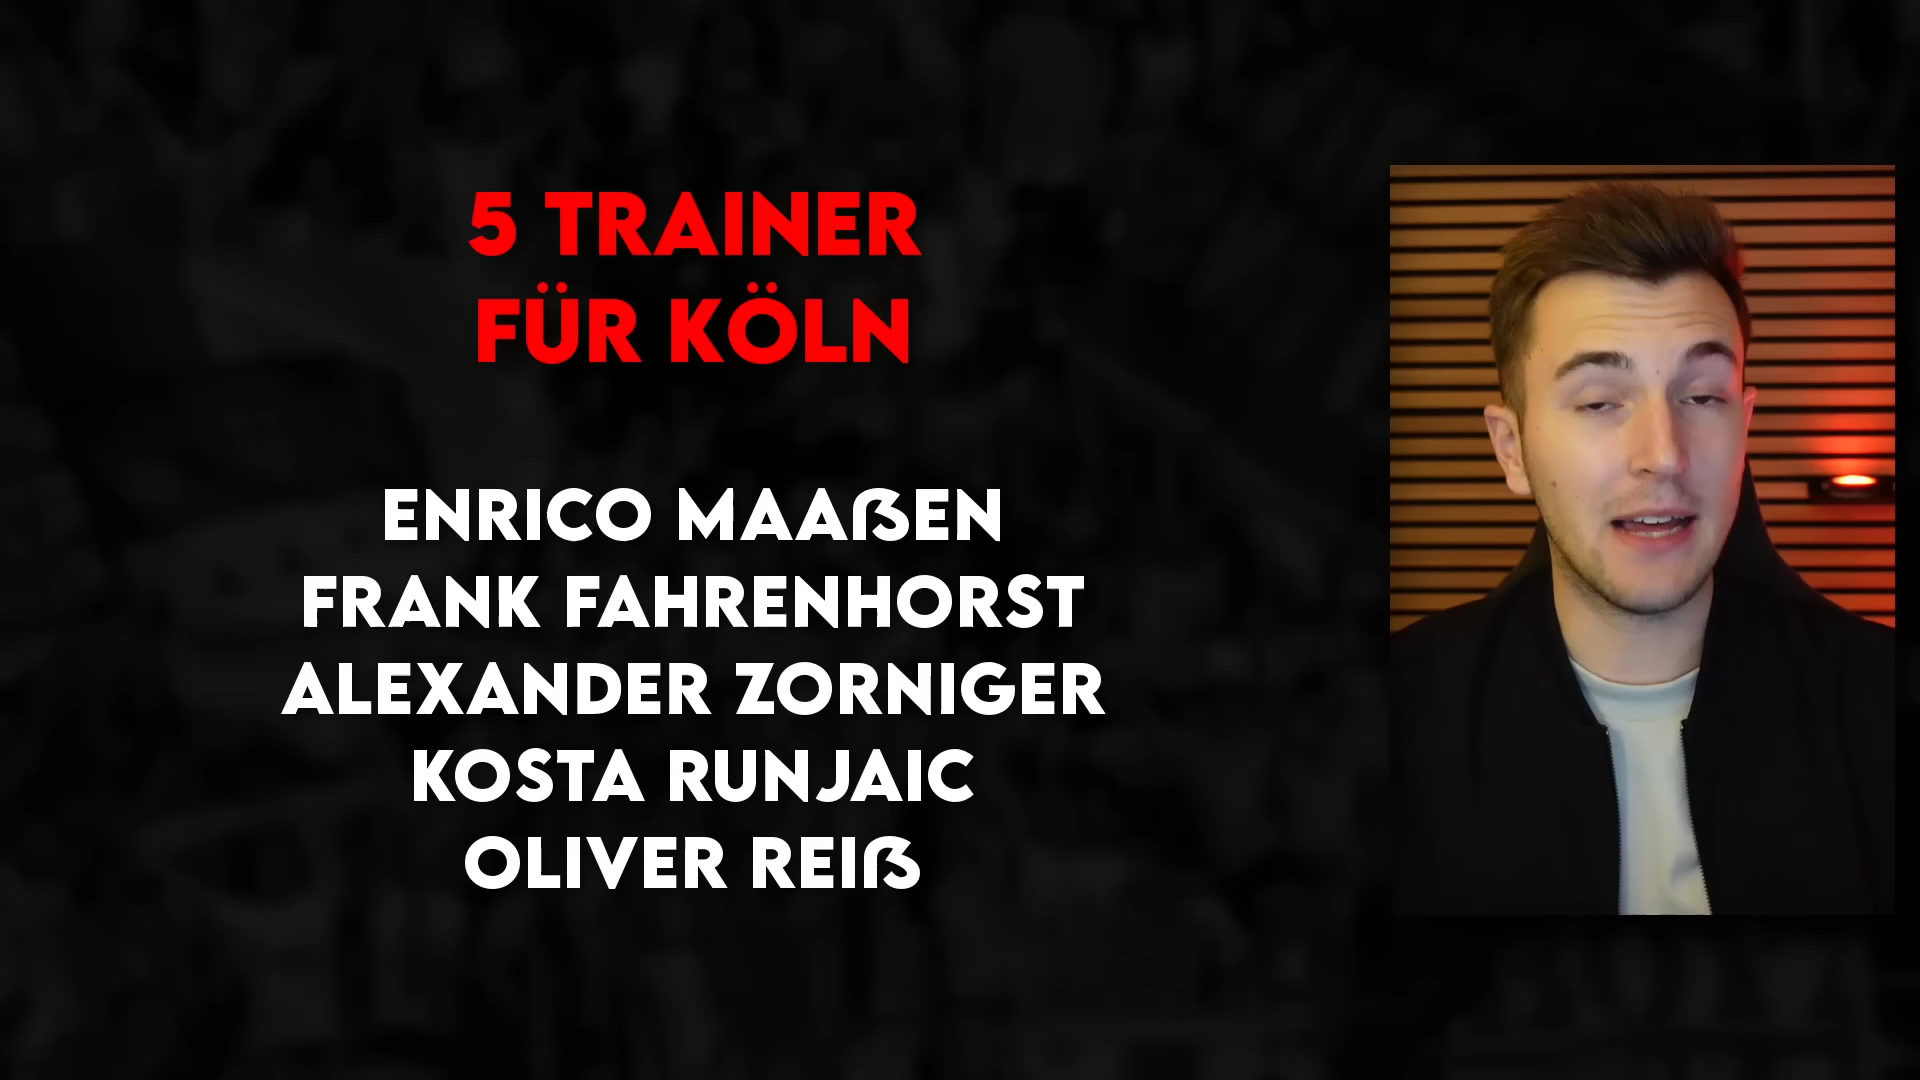 5 TRAINER
FÜR KÖLN
ENRICO MAAẞEN
FRANK FAHRENHORST
ALEXANDER ZORNIGER
KOSTA RUNJAIC
OLIVER REIẞ